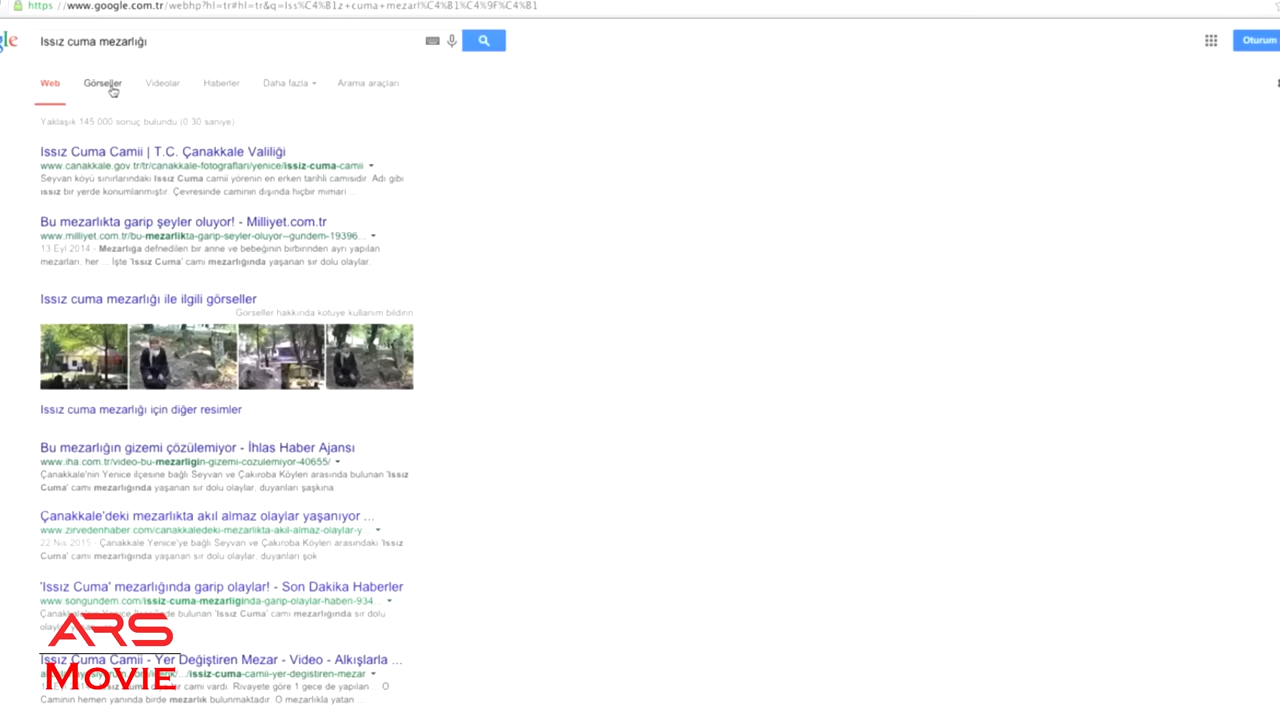 https://www.google.com.tr/webhp?hl=tr#hl=tr&q=Iss%C4%B1z+cuma+mezarl%C4%B1%C4%9F%C4%B1
le
Issız cuma mezarlığı
Oturum
Web Görseller Videolar Haberler Daha fazla Arama araçları
Yaklaşık 145 000 sonuç bulundu (0 30 saniye)
Issız Cuma Camii | T.C. Çanakkale Valiliği
www.canakkale.gov.tr/tr/canakkale-fotograflari/yenice/issiz-cuma-camii
Seyvan köyü sınırlarındaki Issız Cuma camii yörenin en erken tarihli camisidir. Adı gibi
ıssız bir yerde konumlanmıştır. Çevresinde caminin dışında hiçbir mimari ...
Bu mezarlıkta garip şeyler oluyor! - Milliyet.com.tr
www.milliyet.com.tr/bu-mezarlikta-garip-seyler-oluyor--gundem-19396...
13 Eyl 2014 - Mezarlığa defnedilen bir anne ve bebeğinin birbirinden ayrı yapılan
mezarları, her ... İşte 'Issız Cuma' cami mezarlığında yaşanan sır dolu olaylar.
Issız cuma mezarlığı ile ilgili görseller
Görseller hakkında kötüye kullanım bildirin
Issız cuma mezarlığı için diğer resimler
Bu mezarlığın gizemi çözülemiyor - İhlas Haber Ajansı
www.iha.com.tr/video-bu-mezarligin-gizemi-cozulemiyor-40655/
Çanakkale'nin Yenice ilçesine bağlı Seyvan ve Çakıroba Köyleri arasında bulunan 'Issız
Cuma' cami mezarlığında yaşanan sır dolu olaylar, duyanları şaşkına
Çanakkale'deki mezarlıkta akıl almaz olaylar yaşanıyor ...
www.zirvedenhaber.com/canakkaledeki-mezarlikta-akil-almaz-olaylar-y
22 Nis 2015 - Çanakkale Yenice'ye bağlı Seyvan ve Çakıroba Köyleri arasındaki 'Issız
Cuma' cami mezarlığında yaşanan sır dolu olaylar, duyanları şok
'Issız Cuma' mezarlığında garip olaylar! - Son Dakika Haberler
www.songundem.com/issiz-cuma-mezarliginda-garip-olaylar-haberi-934...
bulunan 'Issız Cuma' cami mezarlığında sır dolu
ARS
Issız Cuma Camii - Yer Değiştiren Mezar - Video - Alkışlarla ...
MOVIE
/issiz-cuma-camii-yer-degistiren-mezar
cami vardı. Rivayete göre 1 gece de yapılan ... O
Caminin hemen yanında birde mezarlık bulunmaktadır. O mezarlıkla yatan ...